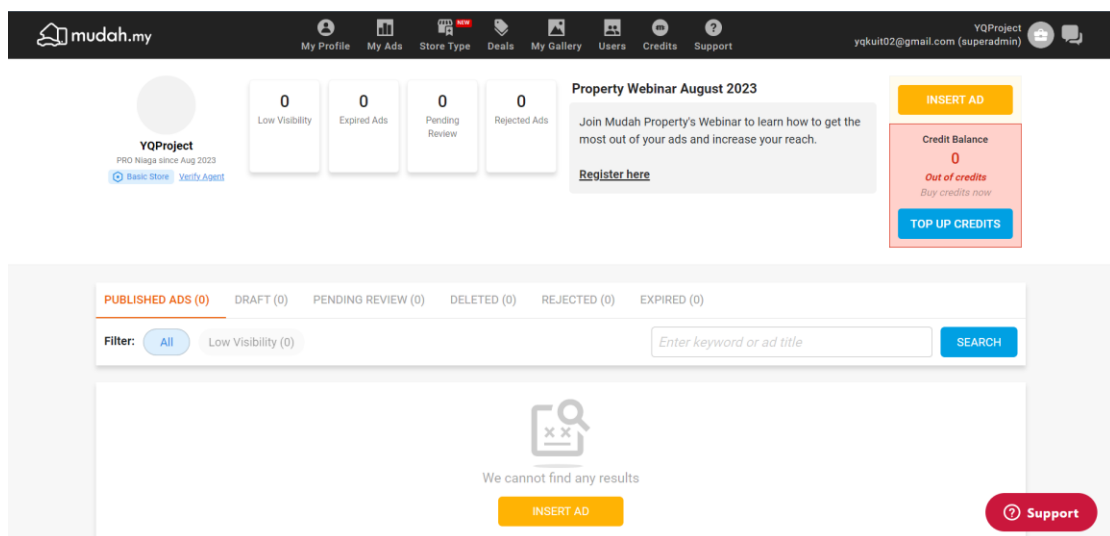 mudah.my
My Profile
My Ads
Store Type
NEW
Deals
My Gallery
Users
Credits
Support
YQProject
yqkuit02@gmail.com (superadmin)
YQProject
PRO Niaga since Aug 2023
Basic Store Verify Agent
0
Low Visibility
0
Expired Ads
0
Pending
Review
0
Rejected Ads
Property Webinar August 2023
Join Mudah Property's Webinar to learn how to get the
most out of your ads and increase your reach.
Register here
INSERT AD
Credit Balance
0
Out of credits
Buy credits now
TOP UP CREDITS
PUBLISHED ADS (0) DRAFT (0) PENDING REVIEW (0) DELETED (0) REJECTED (0) EXPIRED (0)
Filter: All Low Visibility (0) Enter keyword or ad title SEARCH
We cannot find any results
INSERT AD
Support